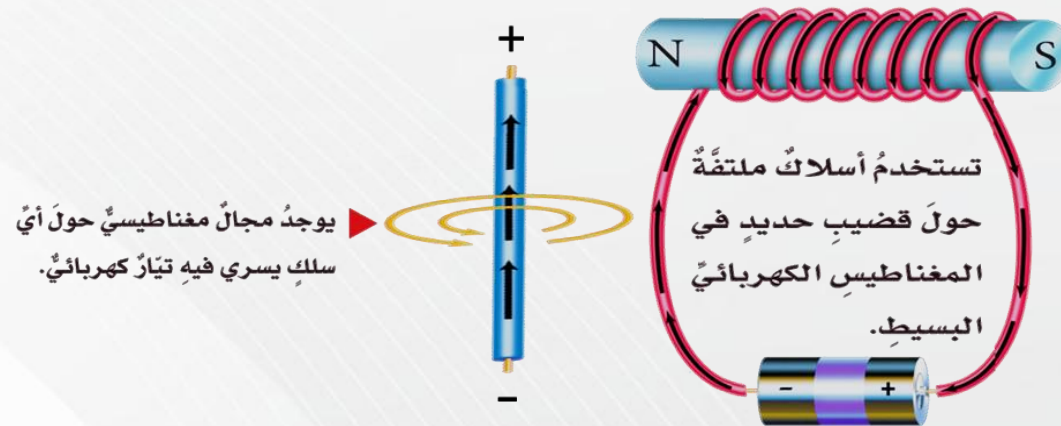 N
S
تستخدمُ أسلاكٌ ملتفَّةٌ
حولَ قضيبِ حديدٍ في
المغناطيسِ الكهربائيِّ
البسيطِ.
-
+
+
-
يوجدُ مجالٌ مغناطيسيٌّ حولَ أيِّ
سلكٍ يسري فيهِ تيّارٌ كهربائيٌّ.